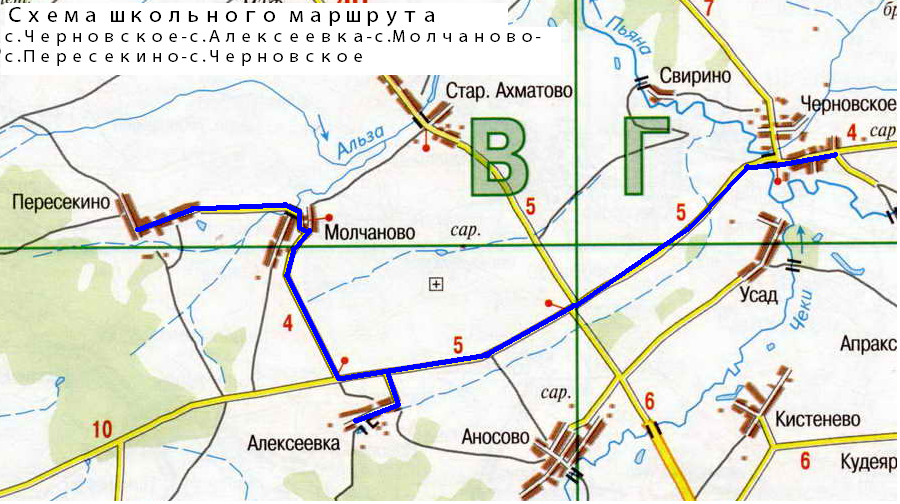 Схема школьного маршрута
с.Черновское-с.Алексеевка-с.Молчаново-
с.Пересекино-с.Черновское
7
Пьяна
Свирино
Стар. Ахматово
Черновское
4 сар
Альза
В Г
Пересекино
5
5
Молчаново
сар.
Усад
Чеки
4
5
Апракс
сар.
6
10
Алексеевка
Аносово
Кистенево
6
Кудеяр